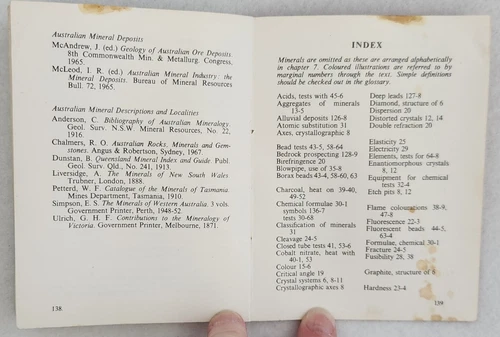 Australian Mineral Deposits
McAndrew, J. (ed.) Geology of Australian Ore Deposits
8th Commonwealth Min. & Metallurg. Congress,
1965.
McLeod, I. R. (ed.) Australian Mineral Industry: the
Mineral Deposits. Bureau of Mineral Resources
Bull. 72, 1965.
Australian Mineral Descriptions and Localities
Anderson, C. Bibliography of Australian Mineralogy.
Geol. Surv. N.S.W Mineral Resources, No. 22,
1916.
Chalmers, R. O. Australian Rocks, Minerals and Gem-
stones. Angus & Robertson, Sydney, 1967
Dunstan, B. Queensland Mineral Index and Guide. Publ.
Geol. Surv. Qld., No. 241, 1913.
Liversidge, A. The Minerals of New South Wales
Trubner, London, 1888.
Petterd, W. F. Catalogue of the Minerals of Tasmania.
Mines Department, Tasmania, 1910.
Simpson, E. S. The Minerals of Western Australia. 3 vols.
Government Printer, Perth, 1948-52.
Ulrich, G. H. F. Contributions to the Mineralogy of
Victoria. Government Printer, Melbourne, 1871.
138
INDEX
Minerals are omitted as these are arranged alphabetically
in chapter 7. Coloured illustrations are referred to by
marginal numbers through the text. Simple definitions
should be checked out in the glossary.
Acids, tests with 45-6
Aggregates of minerals
13-5
Alluvial deposits 126-8
Atomic substitution 31
Axes, crystallographic 8
Bead tests 43-5, 58-64
Bedrock prospecting 128-9
Birefringence 20
Blowpipe, use of 35-8
Borax beads 43-4, 58-60, 63
Charcoal, heat on 39-40,
49-52
Chemical formulae 30-1
symbols 136-7
tests 30-68
Classification of minerals
31
Cleavage 24-5
Closed tube tests 41, 53-6
Cobalt nitrate, heat with
40-1, 53
Colour 15-6
Critical angle 19
Crystal systems 6, 8-11
Crystallographic axes 8
Deep leads 127-8
Diamond, structure of 6
Dispersion 20
Distorted crystals 12, 14
Double refraction 20
Elasticity 25
Electricity 29
Elements, tests for 64-8
Enantiomorphous crystals
8, 12
Equipment for chemical
tests 32-4
Etch pits 8, 12
Flame colourations 38-9,
47-8
Fluorescence 22-3
Fluorescent beads 44-5,
63-4
Formulae, chemical 30-1
Fracture 24-5
Fusibility 28, 38
Graphite, structure of 6
Hardness 23-4
139